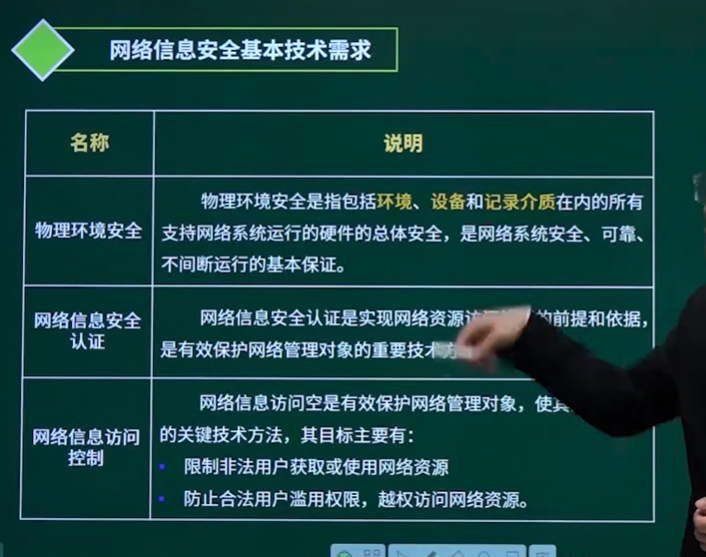 网络信息安全基本技术需求
名称 说明
物理环境安全
物理环境安全是指包括环境、设备和记录介质在内的所有
支持网络系统运行的硬件的总体安全，是网络系统安全、可靠、
不间断运行的基本保证。
网络信息安全
认证
网络信息安全认证是实现网络资源访 的前提和依据，
是有效保护网络管理对象的重要技术
网络信息访问
控制
网络信息访问空是有效保护网络管理对象，使其
的关键技术方法，其目标主要有：
• 限制非法用户获取或使用网络资源
• 防止合法用户滥用权限，越权访问网络资源。